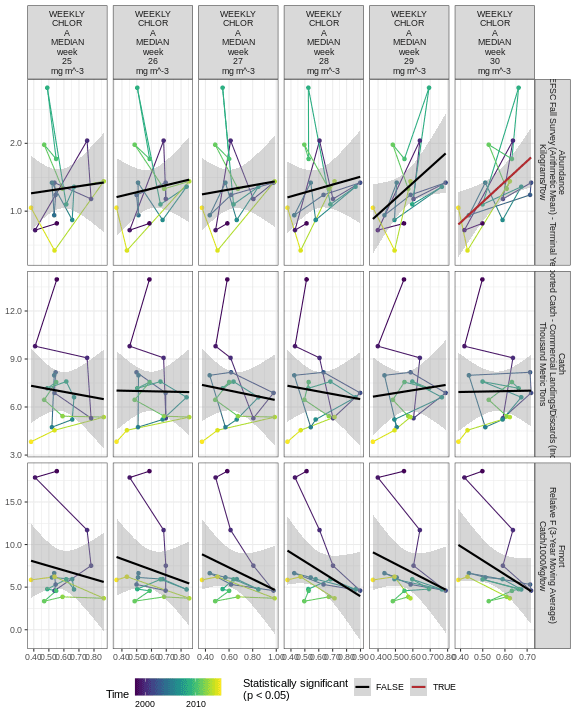 WEEKLY
CHLOR
A
MEDIAN
week
25
mg m^-3
WEEKLY
CHLOR
A
MEDIAN
week
26
mg m^-3
WEEKLY
CHLOR
A
MEDIAN
week
27
mg m^-3
WEEKLY
CHLOR
A
MEDIAN
week
28
mg m^-3
WEEKLY
CHLOR
A
MEDIAN
week
29
mg m^-3
WEEKLY
CHLOR
A
MEDIAN
week
30
mg m^-3
2.0
1.0
Abundance
Fall Survey (Arithmetic Mean) - Terminal
Kilograms/Tow
12.0
9.0
6.0
3.0
Catch
Catch - Commercial Landings/Discards
Thousand Metric Tons
15.0
10.0
5.0
0.0
Fmort
Relative F (3-Year Moving Average)
Catch/1000/kg/tow
0.40 0.50 0.60 0.70 0.80
0.40 0.50 0.60 0.70 0.80
0.40 0.60 0.80 1.00
0.40 0.50 0.60 0.70 0.80 0.90
0.40 0.50 0.60 0.70 0.80
0.40 0.50 0.60 0.70
Time
2000 2010
Statistically significant
(p < 0.05)
FALSE
TRUE